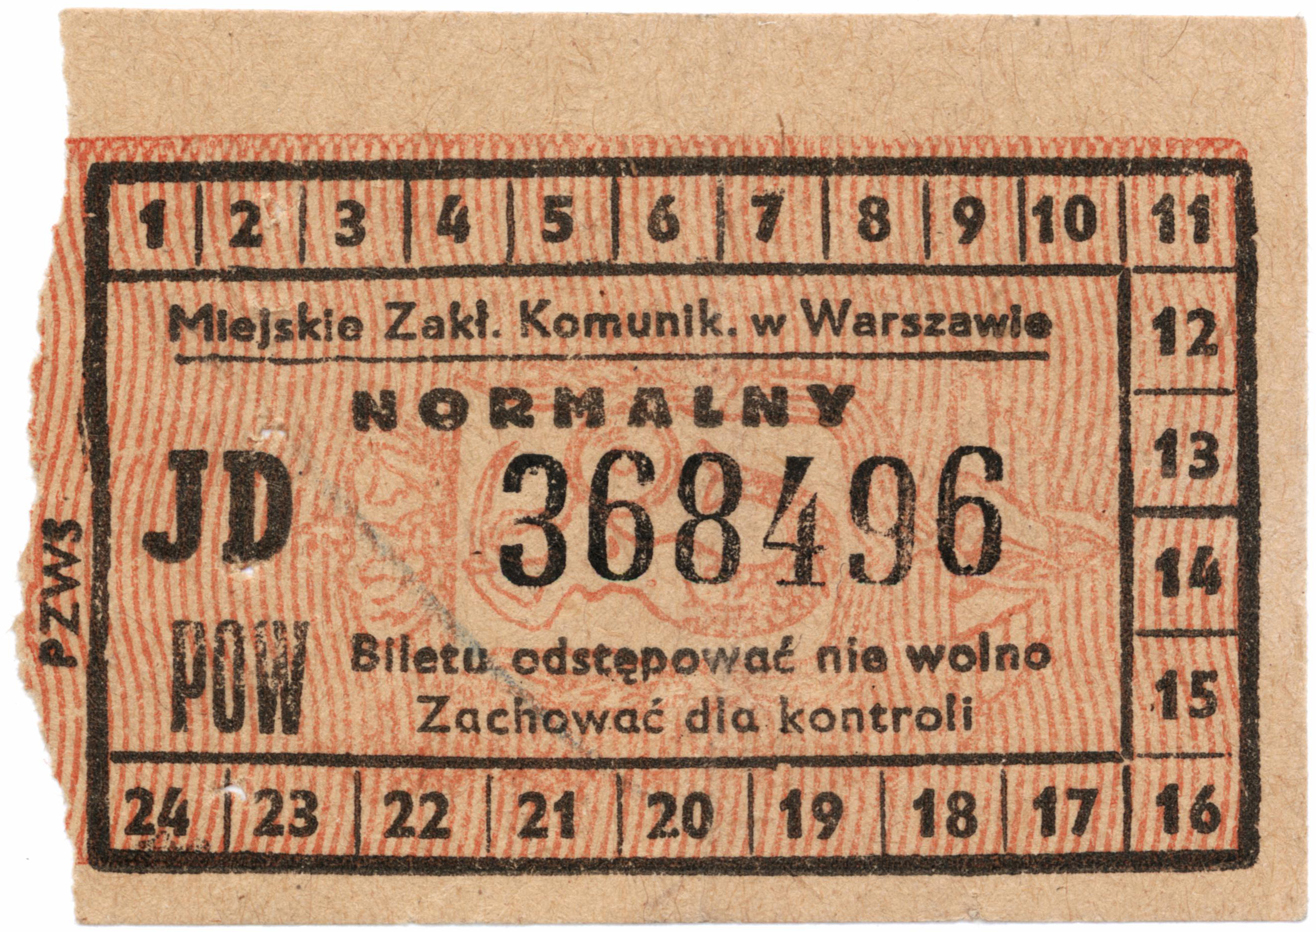 1 2 3 4 5 6 7 8 9 10 11
Miejskie Zakł. Komunik. w Warszawie
12
NORMALNY
13
JD 368496
PZWS
14
POW
Biletu odstępować nie wolno
15
Zachować dla kontroli
24 23 22 21 20 19 18 17 16